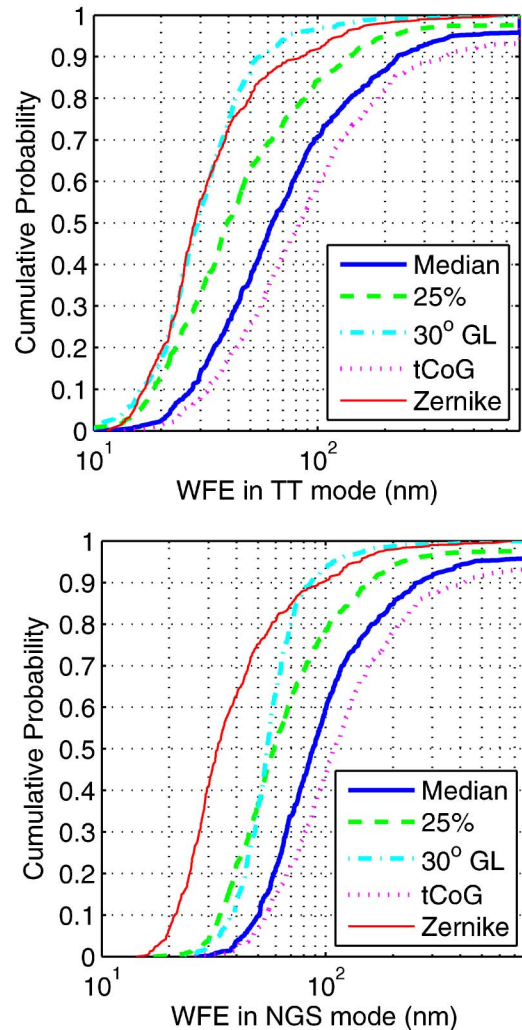 1
0.9
0.8
0.7
0.6
0.5
0.4
0.3
0.2
0.1
0
Cumulative Probability
Median
25%
30° GL
tCoG
Zernike
10¹ 10²
WFE in TT mode (nm)
1
0.9
0.8
0.7
0.6
0.5
0.4
0.3
0.2
0.1
0
Cumulative Probability
Median
25%
30° GL
tCoG
Zernike
10¹ 10²
WFE in NGS mode (nm)